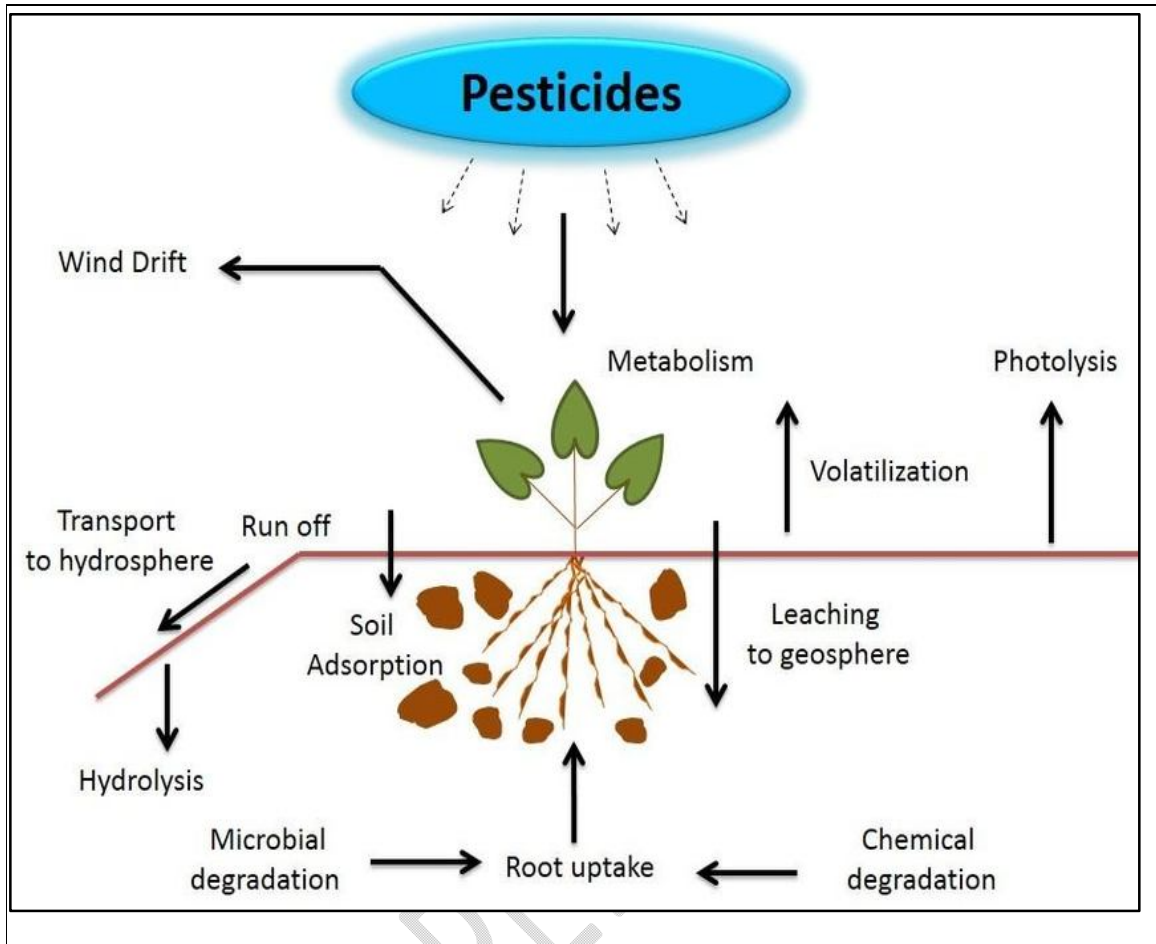 Pesticides
Wind Drift
Metabolism
Photolysis
Volatilization
Transport
to hydrosphere
Run off
Soil
Adsorption
Leaching
to geosphere
Hydrolysis
Microbial
degradation
Root uptake
Chemical
degradation